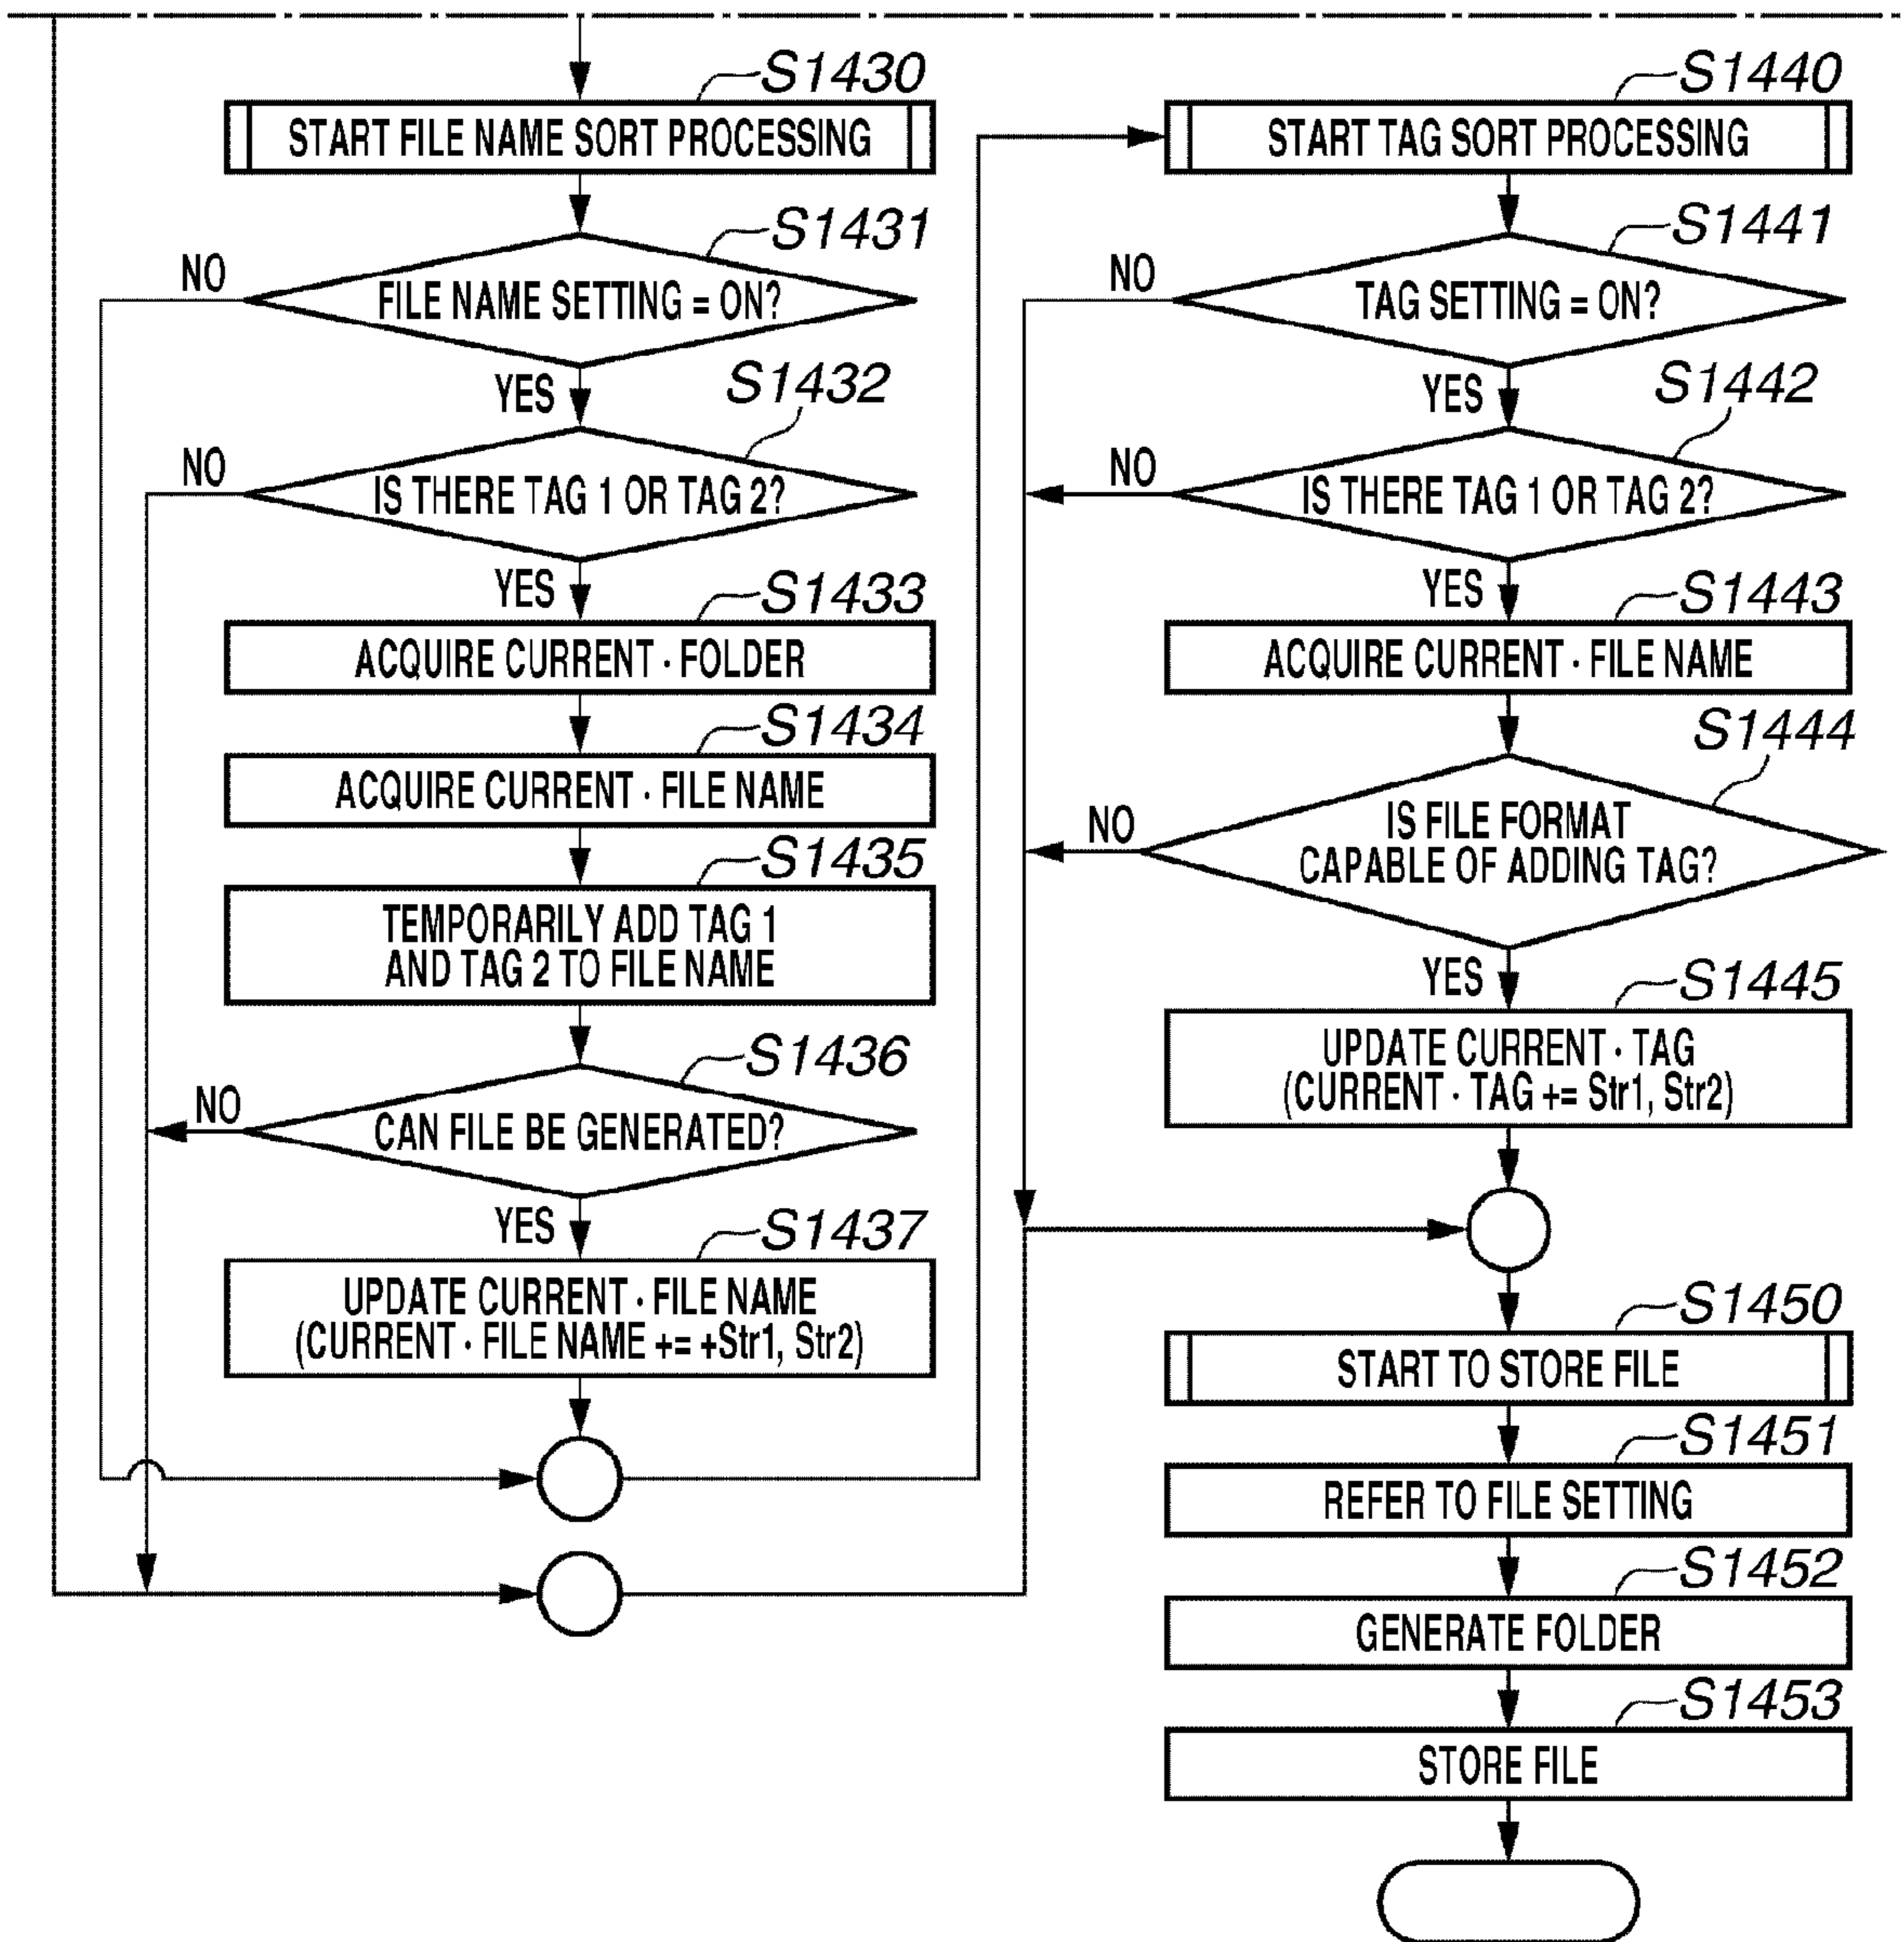 S1430
START FILE NAME SORT PROCESSING
S1431
NO
FILE NAME SETTING = ON?
YES
S1432
NO
IS THERE TAG 1 OR TAG 2?
YES
S1433
ACQUIRE CURRENT · FOLDER
S1434
ACQUIRE CURRENT · FILE NAME
S1435
TEMPORARILY ADD TAG 1
AND TAG 2 TO FILE NAME
S1436
NO
CAN FILE BE GENERATED?
YES
S1437
UPDATE CURRENT · FILE NAME
(CURRENT · FILE NAME += +Str1, Str2)
S1440
START TAG SORT PROCESSING
S1441
NO
TAG SETTING = ON?
YES
S1442
NO
IS THERE TAG 1 OR TAG 2?
YES
S1443
ACQUIRE CURRENT · FILE NAME
S1444
NO
IS FILE FORMAT
CAPABLE OF ADDING TAG?
YES
S1445
UPDATE CURRENT · TAG
(CURRENT · TAG += Str1, Str2)
S1450
START TO STORE FILE
S1451
REFER TO FILE SETTING
S1452
GENERATE FOLDER
S1453
STORE FILE